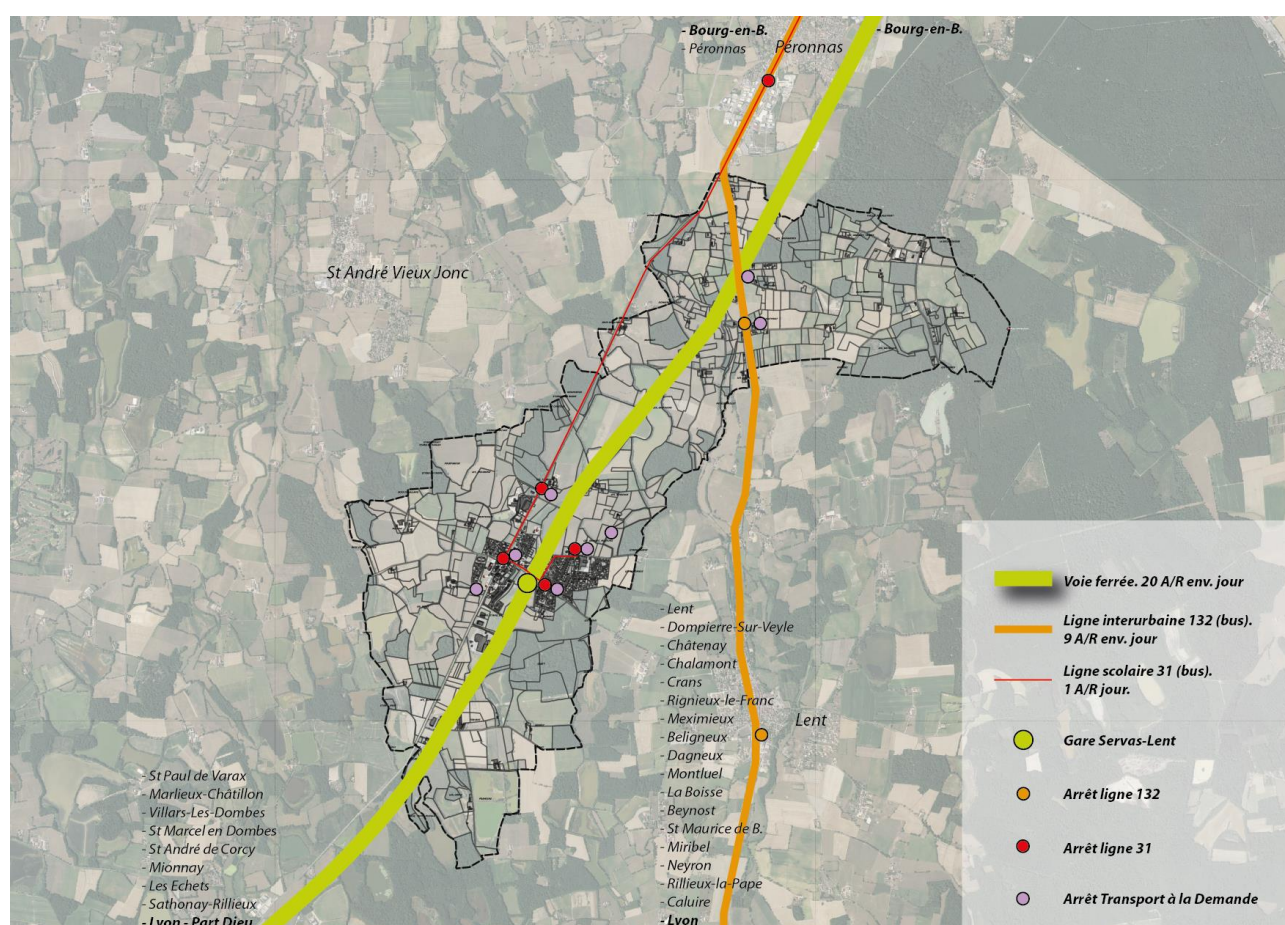 - Bourg-en-B.
- Péronnas
Péronnas
- Bourg-en-B.
St André Vieux Jonc
- Lent
- Dompierre-Sur-Veyle
- Châtenay
- Chalamont
- Crans
- Rignieux-le-Franc
- Meximieux
- Beligneux
- Dagneux
- Montluel
- La Boisse
- Beynost
- St Maurice de B.
- Miribel
- Neyron
- Rillieux-la-Pape
- Caluire
- Lyon
Lent
- St Paul de Varax
- Marlieux-Châtillon
- Villars-Les-Dombes
- St Marcel en Dombes
- St André de Corcy
- Mionnay
- Les Echets
- Sathonay-Rillieux
- Lyon - Part Dieu
Voie ferrée. 20 A/R env. jour
Ligne interurbaine 132 (bus).
9 A/R env. jour
Ligne scolaire 31 (bus).
1 A/R jour.
Gare Servas-Lent
Arrêt ligne 132
Arrêt ligne 31
Arrêt Transport à la Demande